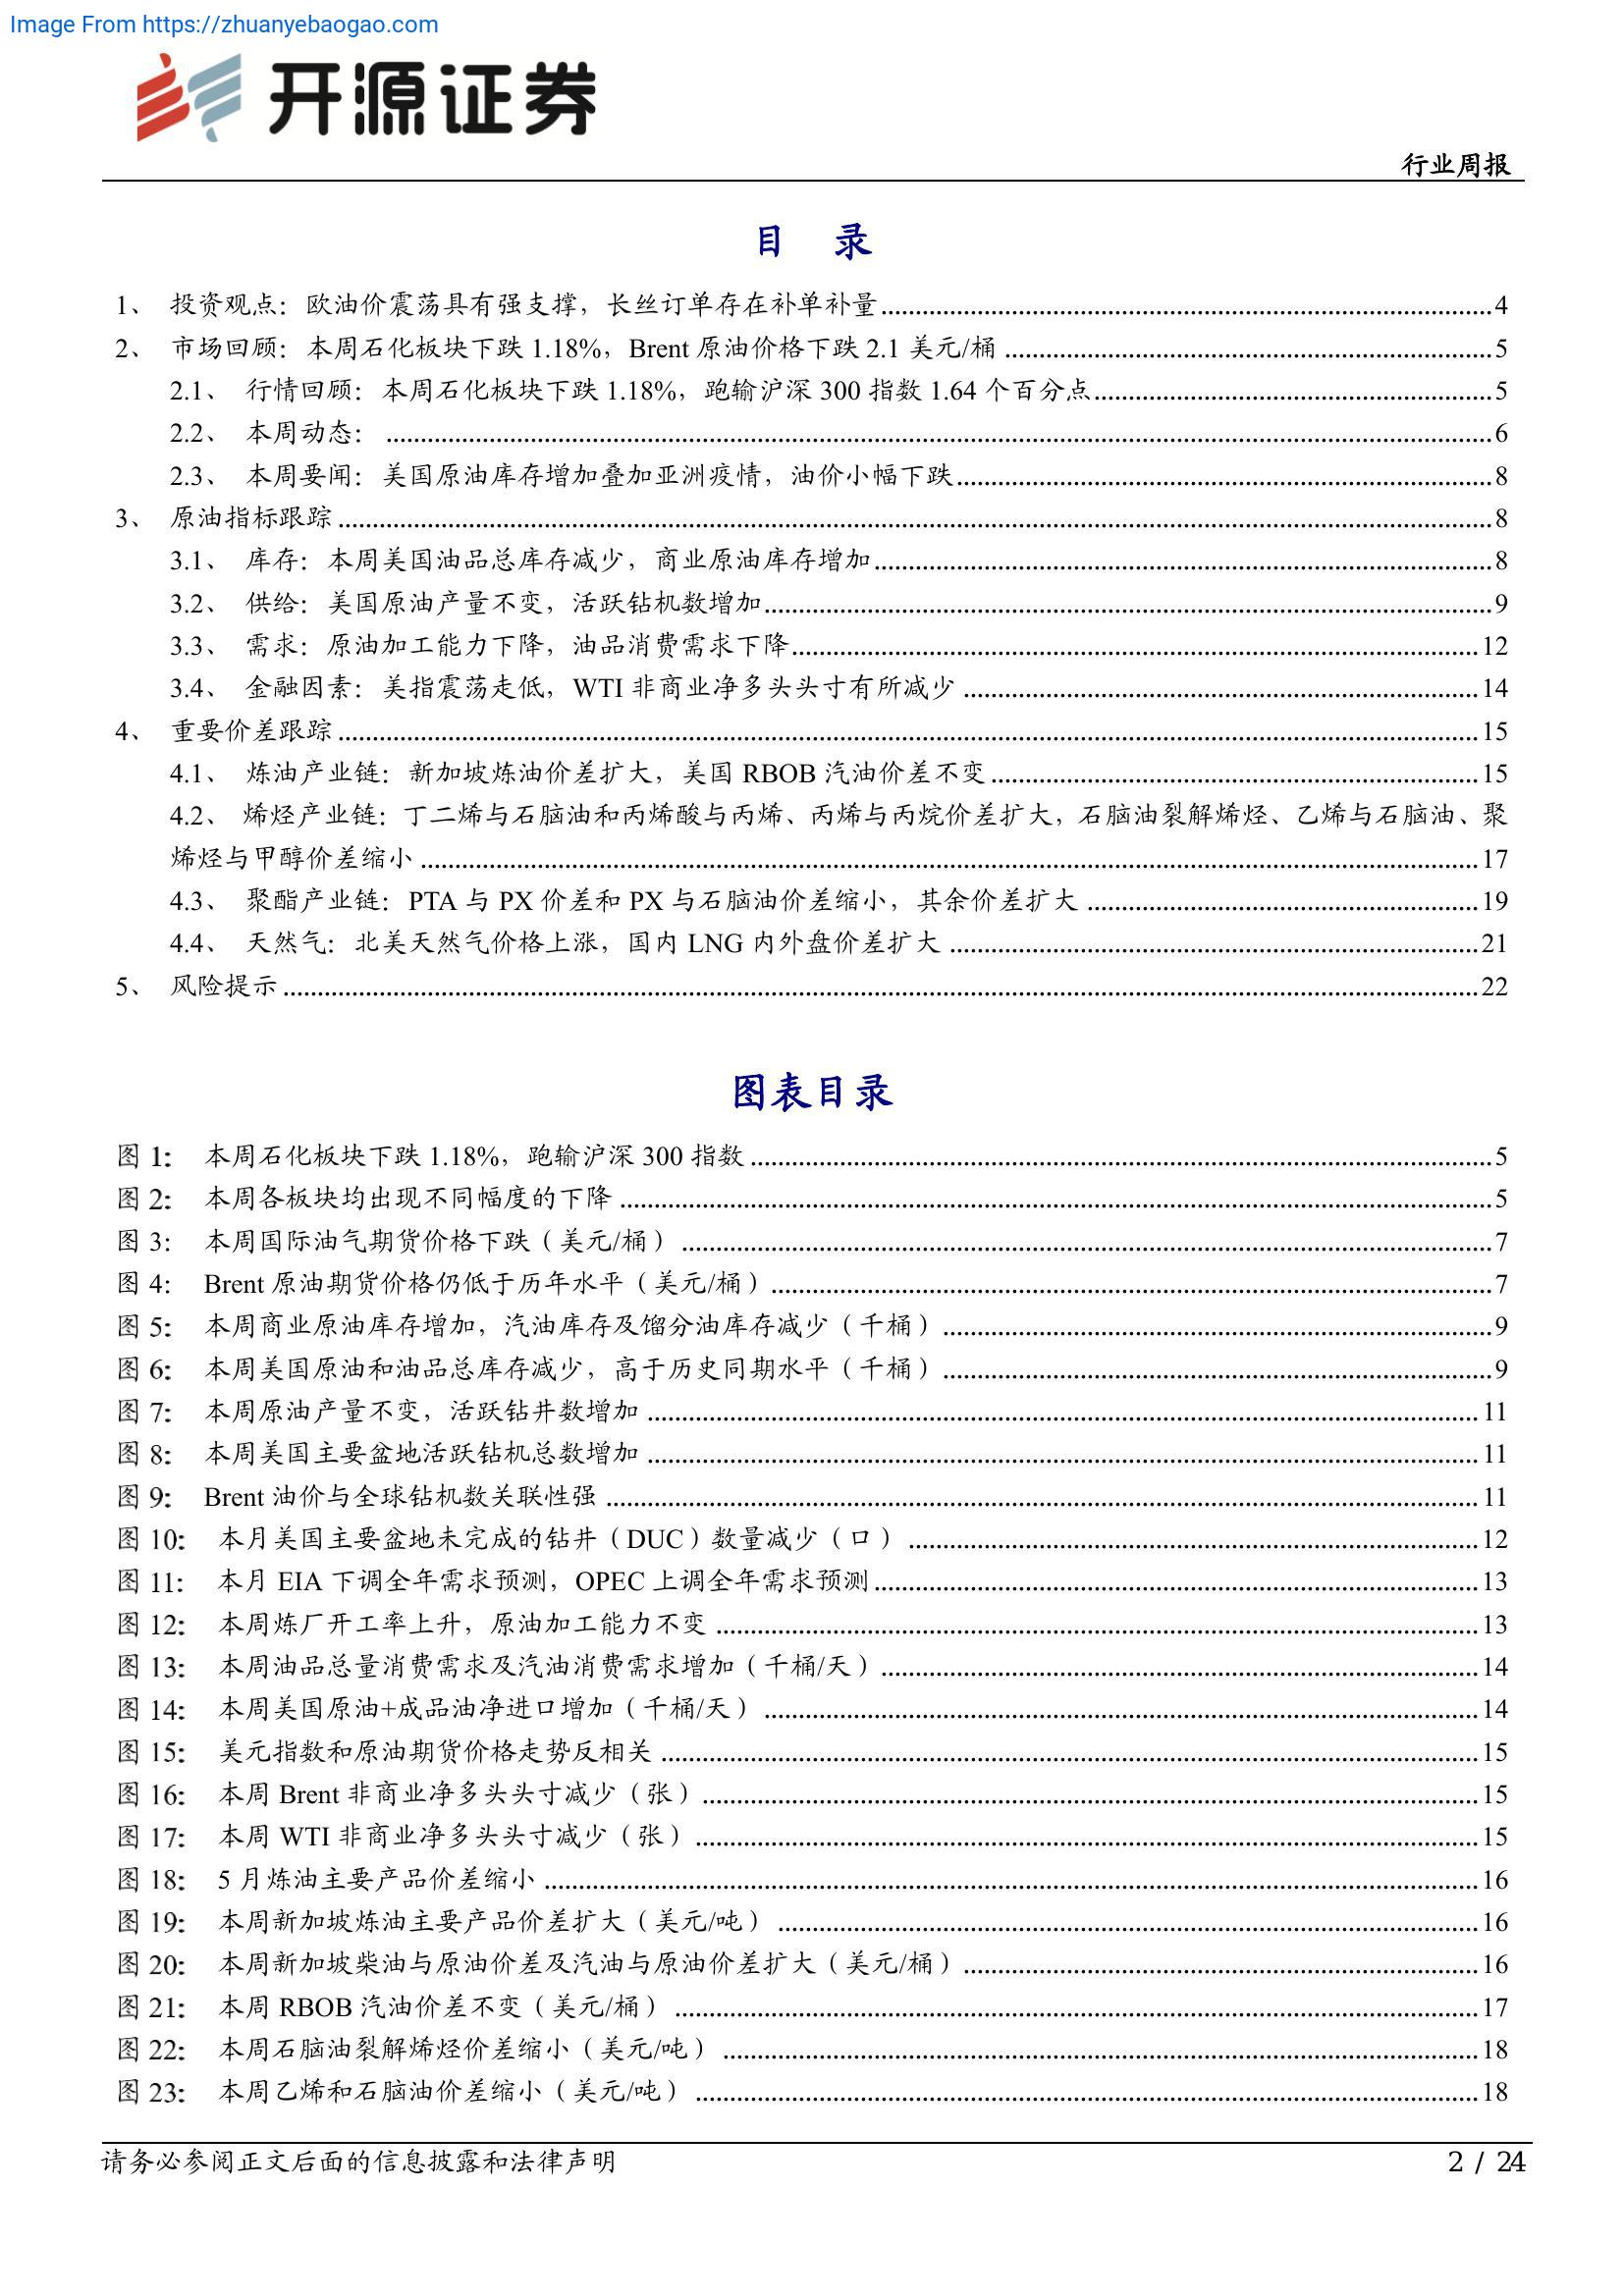 Image From https://zhuanyebaogao.com
开源证券
行业周报
目 录
1、 投资观点：欧油价震荡具有强支撑，长丝订单存在补单补量 ........ 4
2、 市场回顾：本周石化板块下跌 1.18%，Brent 原油价格下跌 2.1 美元/桶 ........ 5
2.1、 行情回顾：本周石化板块下跌 1.18%，跑输沪深 300 指数 1.64 个百分点 ........ 5
2.2、 本周动态： ........ 6
2.3、 本周要闻：美国原油库存增加叠加亚洲疫情，油价小幅下跌 ........ 8
3、 原油指标跟踪 ........ 8
3.1、 库存：本周美国油品总库存减少，商业原油库存增加 ........ 8
3.2、 供给：美国原油产量不变，活跃钻机数增加 ........ 9
3.3、 需求：原油加工能力下降，油品消费需求下降 ........ 12
3.4、 金融因素：美指震荡走低，WTI 非商业净多头头寸有所减少 ........ 14
4、 重要价差跟踪 ........ 15
4.1、 炼油产业链：新加坡炼油价差扩大，美国 RBOB 汽油价差不变 ........ 15
4.2、 烯烃产业链：丁二烯与石脑油和丙烯酸与丙烯、丙烯与丙烷价差扩大，石脑油裂解烯烃、乙烯与石脑油、聚
烯烃与甲醇价差缩小 ........ 17
4.3、 聚酯产业链：PTA 与 PX 价差和 PX 与石脑油价差缩小，其余价差扩大 ........ 19
4.4、 天然气：北美天然气价格上涨，国内 LNG 内外盘价差扩大 ........ 21
5、 风险提示 ........ 22
图表目录
图 1： 本周石化板块下跌 1.18%，跑输沪深 300 指数 ........ 5
图 2： 本周各板块均出现不同幅度的下降 ........ 5
图 3： 本周国际油气期货价格下跌（美元/桶） ........ 7
图 4： Brent 原油期货价格仍低于历年水平（美元/桶） ........ 7
图 5： 本周商业原油库存增加，汽油库存及馏分油库存减少（千桶） ........ 9
图 6： 本周美国原油和油品总库存减少，高于历史同期水平（千桶） ........ 9
图 7： 本周原油产量不变，活跃钻井数增加 ........ 11
图 8： 本周美国主要盆地活跃钻机总数增加 ........ 11
图 9： Brent 油价与全球钻机数关联性强 ........ 11
图 10： 本月美国主要盆地未完成的钻井（DUC）数量减少（口） ........ 12
图 11： 本月 EIA 下调全年需求预测，OPEC 上调全年需求预测 ........ 13
图 12： 本周炼厂开工率上升，原油加工能力不变 ........ 13
图 13： 本周油品总量消费需求及汽油消费需求增加（千桶/天） ........ 14
图 14： 本周美国原油+成品油净进口增加（千桶/天） ........ 14
图 15： 美元指数和原油期货价格走势反相关 ........ 15
图 16： 本周 Brent 非商业净多头头寸减少（张） ........ 15
图 17： 本周 WTI 非商业净多头头寸减少（张） ........ 15
图 18： 5 月炼油主要产品价差缩小 ........ 16
图 19： 本周新加坡炼油主要产品价差扩大（美元/吨） ........ 16
图 20： 本周新加坡柴油与原油价差及汽油与原油价差扩大（美元/桶） ........ 16
图 21： 本周 RBOB 汽油价差不变（美元/桶） ........ 17
图 22： 本周石脑油裂解烯烃价差缩小（美元/吨） ........ 18
图 23： 本周乙烯和石脑油价差缩小（美元/吨） ........ 18
请务必参阅正文后面的信息披露和法律声明
2 / 24